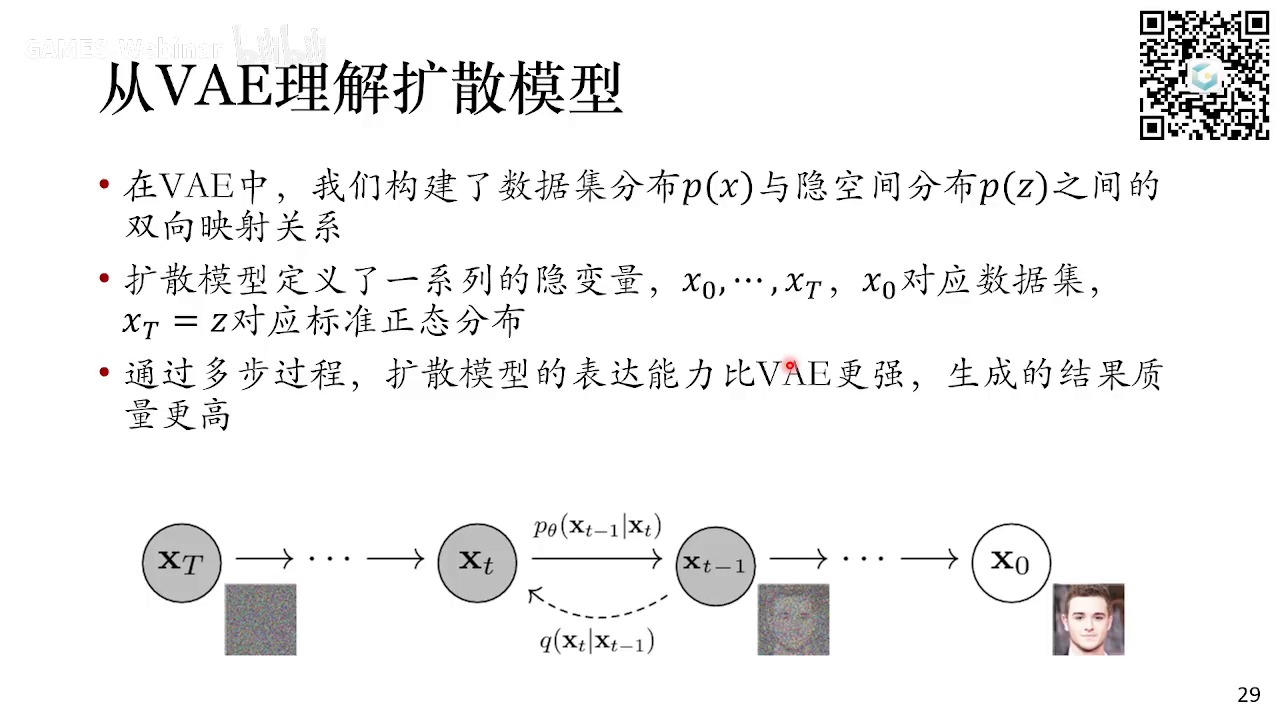 GAMES Webinar
从VAE理解扩散模型
• 在VAE中，我们构建了数据集分布p(x)与隐空间分布p(z)之间的
双向映射关系
• 扩散模型定义了一系列的隐变量，x₀,⋯,x_T，x₀对应数据集，
x_T = z对应标准正态分布
• 通过多步过程，扩散模型的表达能力比VAE更强，生成的结果质
量更高
p_θ(x_{t−1}|x_t)
x_T ⋯ x_t x_{t−1} ⋯ x_0
q(x_t|x_{t−1})
29